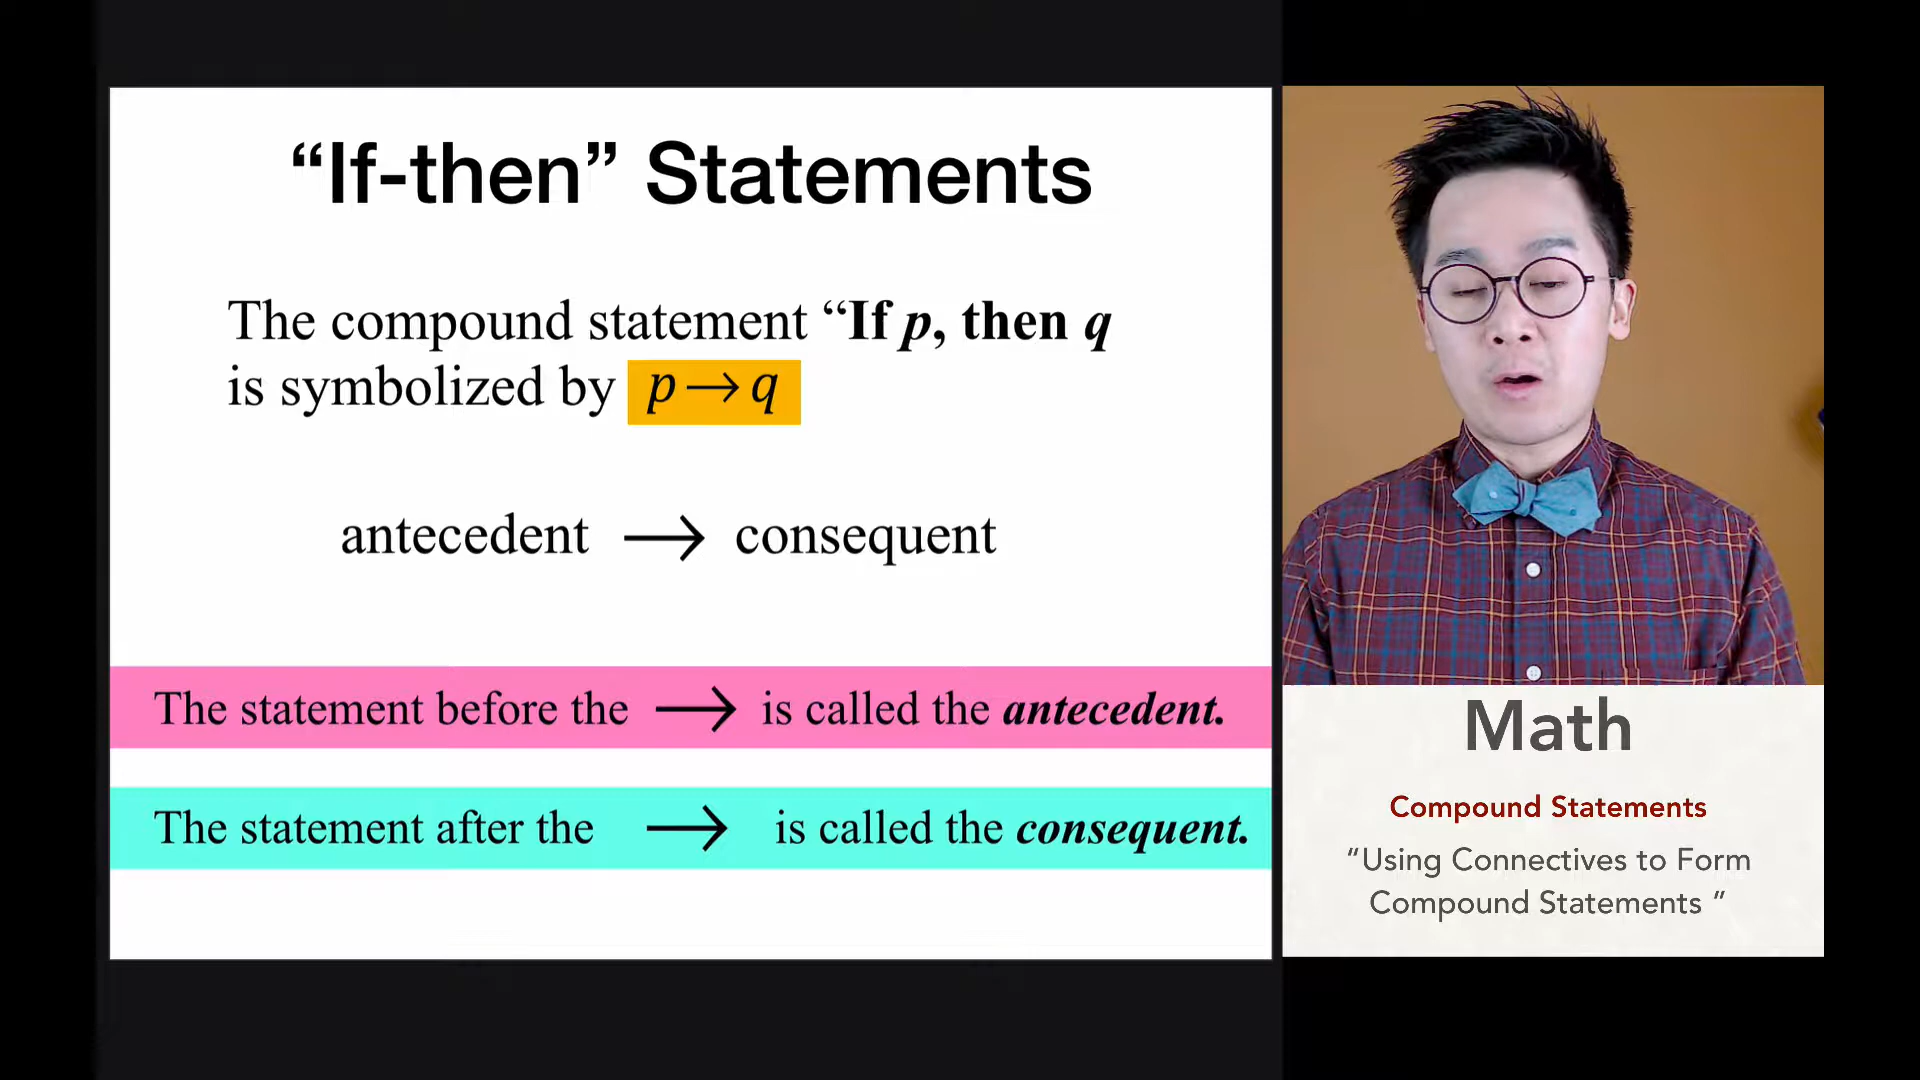 “If-then” Statements
The compound statement “If p, then q
is symbolized by p → q
antecedent → consequent
The statement before the → is called the antecedent.
The statement after the → is called the consequent.
Math
Compound Statements
“Using Connectives to Form
Compound Statements ”